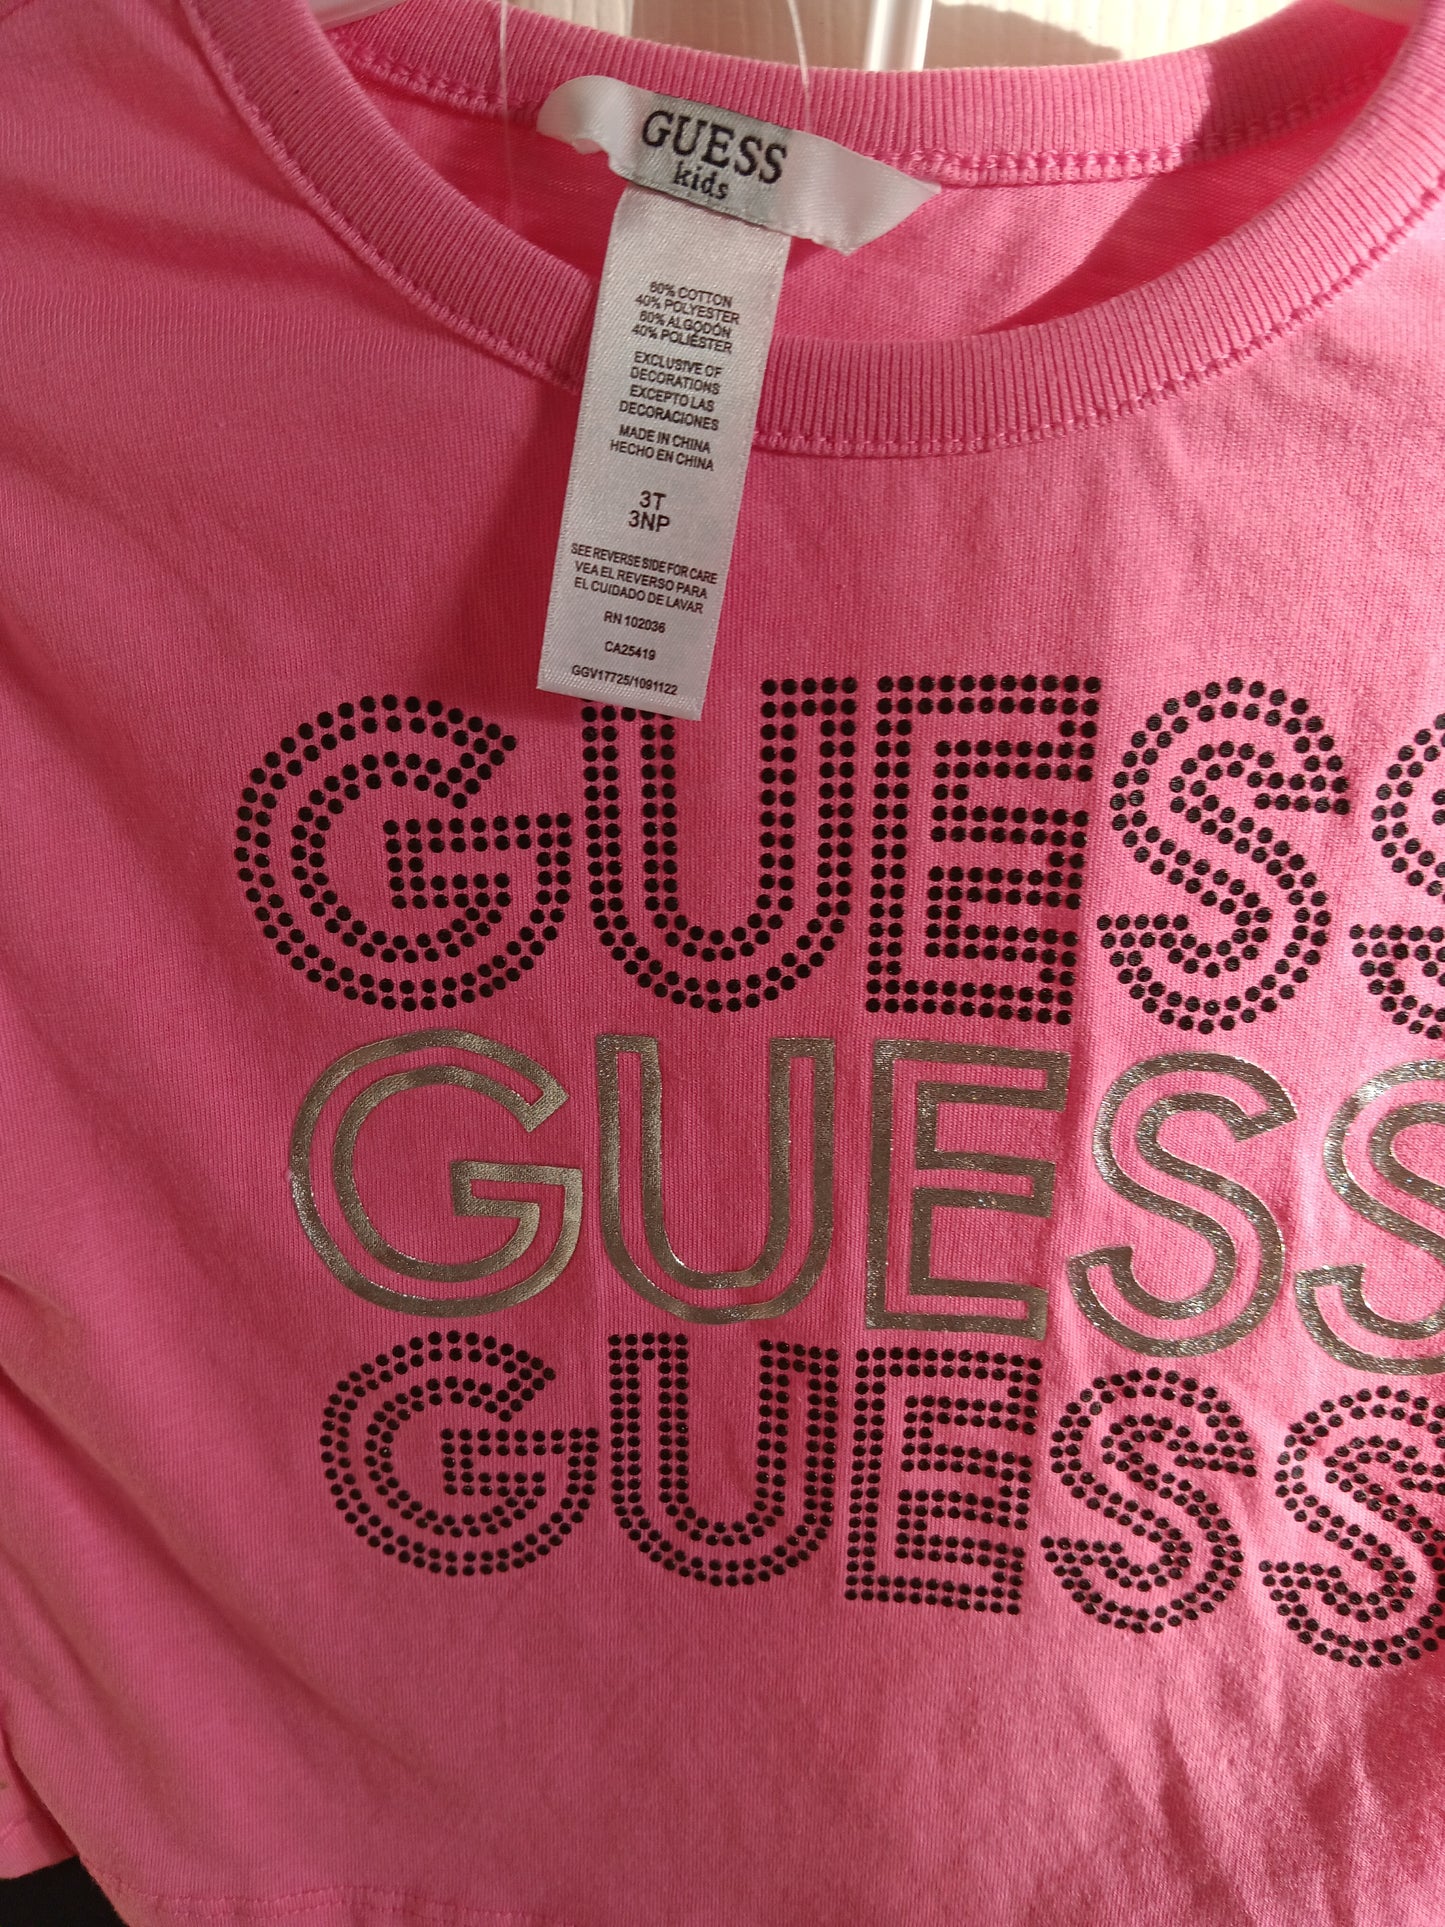 GUESS
kids
60% COTTON
40% POLYESTER
60% ALGODÓN
40% POLIÉSTER
EXCLUSIVE OF
DECORATIONS
EXCEPTO LAS
DECORACIONES
MADE IN CHINA
HECHO EN CHINA
3T
3NP
SEE REVERSE SIDE FOR CARE
VEA EL REVERSO PARA
EL CUIDADO DE LAVAR
RN 102036
CA25419
GGV17725/1091122
GUESS
GUESS
GUESS